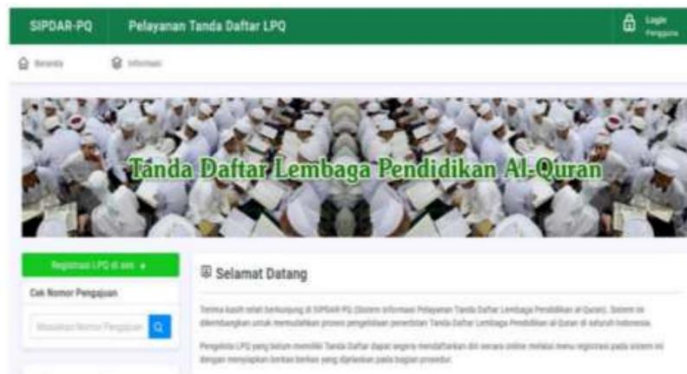 SIPDAR-PQ Pelayanan Tanda Daftar LPQ Login
Pengguna
Beranda Informasi
Tanda Daftar Lembaga Pendidikan Al-Quran
Registrasi LPQ di sini
Selamat Datang
Cek Nomor Pengajuan
Masukkan Nomor Pengajuan
Terima kasih telah berkunjung di SIPDAR-PQ (Sistem Informasi Pelayanan Tanda Daftar Lembaga Pendidikan al-Quran). Sistem ini
dikembangkan untuk memudahkan proses pengelolaan penerbitan Tanda Daftar Lembaga Pendidikan al-Quran di seluruh Indonesia.
Pengelola LPQ yang belum memiliki Tanda Daftar dapat segera mendaftarkan diri secara online melalui menu registrasi pada sistem ini
dengan menyiapkan berkas berkas yang dijelaskan pada bagian prosedur.